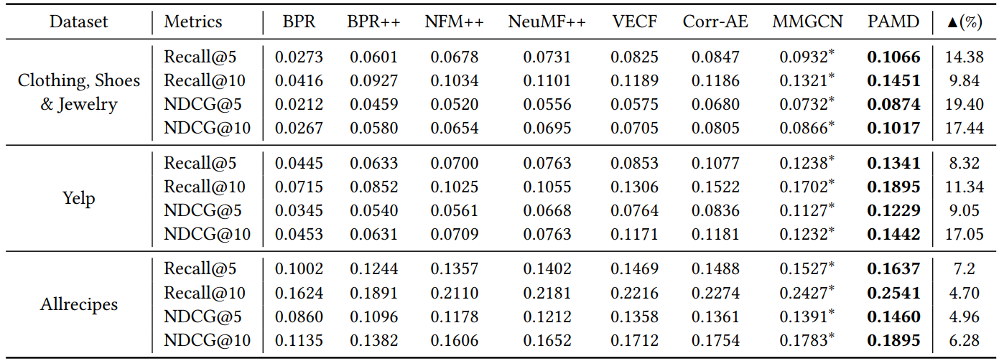 Dataset Metrics BPR BPR++ NFM++ NeuMF++ VECF Corr-AE MMGCN PAMD ▲(%)
Clothing, Shoes & Jewelry
Recall@5 0.0273 0.0601 0.0678 0.0731 0.0825 0.0847 0.0932* 0.1066 14.38
Recall@10 0.0416 0.0927 0.1034 0.1101 0.1189 0.1186 0.1321* 0.1451 9.84
NDCG@5 0.0212 0.0459 0.0520 0.0556 0.0575 0.0680 0.0732* 0.0874 19.40
NDCG@10 0.0267 0.0580 0.0654 0.0695 0.0705 0.0805 0.0866* 0.1017 17.44
Yelp
Recall@5 0.0445 0.0633 0.0700 0.0763 0.0853 0.1077 0.1238* 0.1341 8.32
Recall@10 0.0715 0.0852 0.1025 0.1055 0.1306 0.1522 0.1702* 0.1895 11.34
NDCG@5 0.0345 0.0540 0.0561 0.0668 0.0764 0.0836 0.1127* 0.1229 9.05
NDCG@10 0.0453 0.0631 0.0709 0.0763 0.1171 0.1181 0.1232* 0.1442 17.05
Allrecipes
Recall@5 0.1002 0.1244 0.1357 0.1402 0.1469 0.1488 0.1527* 0.1637 7.2
Recall@10 0.1624 0.1891 0.2110 0.2181 0.2216 0.2274 0.2427* 0.2541 4.70
NDCG@5 0.0860 0.1096 0.1178 0.1212 0.1358 0.1361 0.1391* 0.1460 4.96
NDCG@10 0.1135 0.1382 0.1606 0.1652 0.1712 0.1754 0.1783* 0.1895 6.28